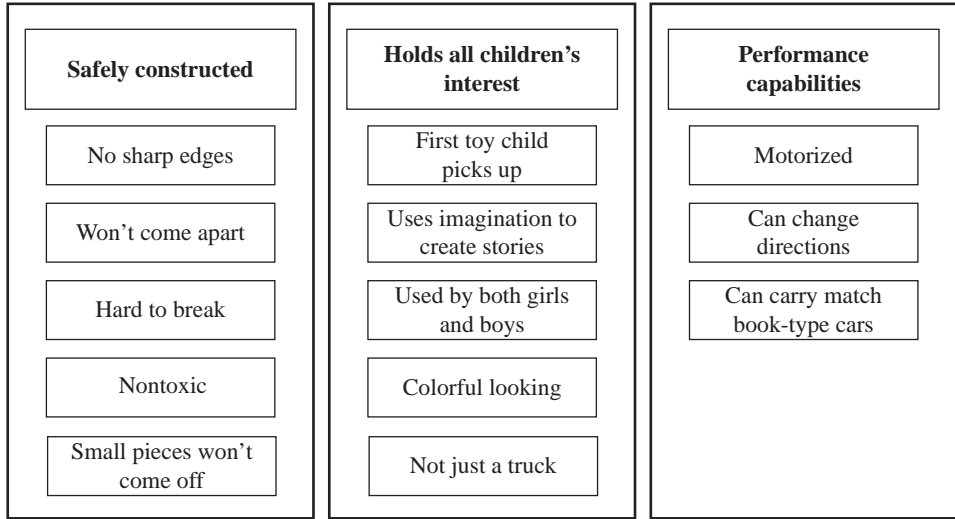 Safely constructed
No sharp edges
Won’t come apart
Hard to break
Nontoxic
Small pieces won’t
come off
Holds all children’s
interest
First toy child
picks up
Uses imagination to
create stories
Used by both girls
and boys
Colorful looking
Not just a truck
Performance
capabilities
Motorized
Can change
directions
Can carry match
book-type cars